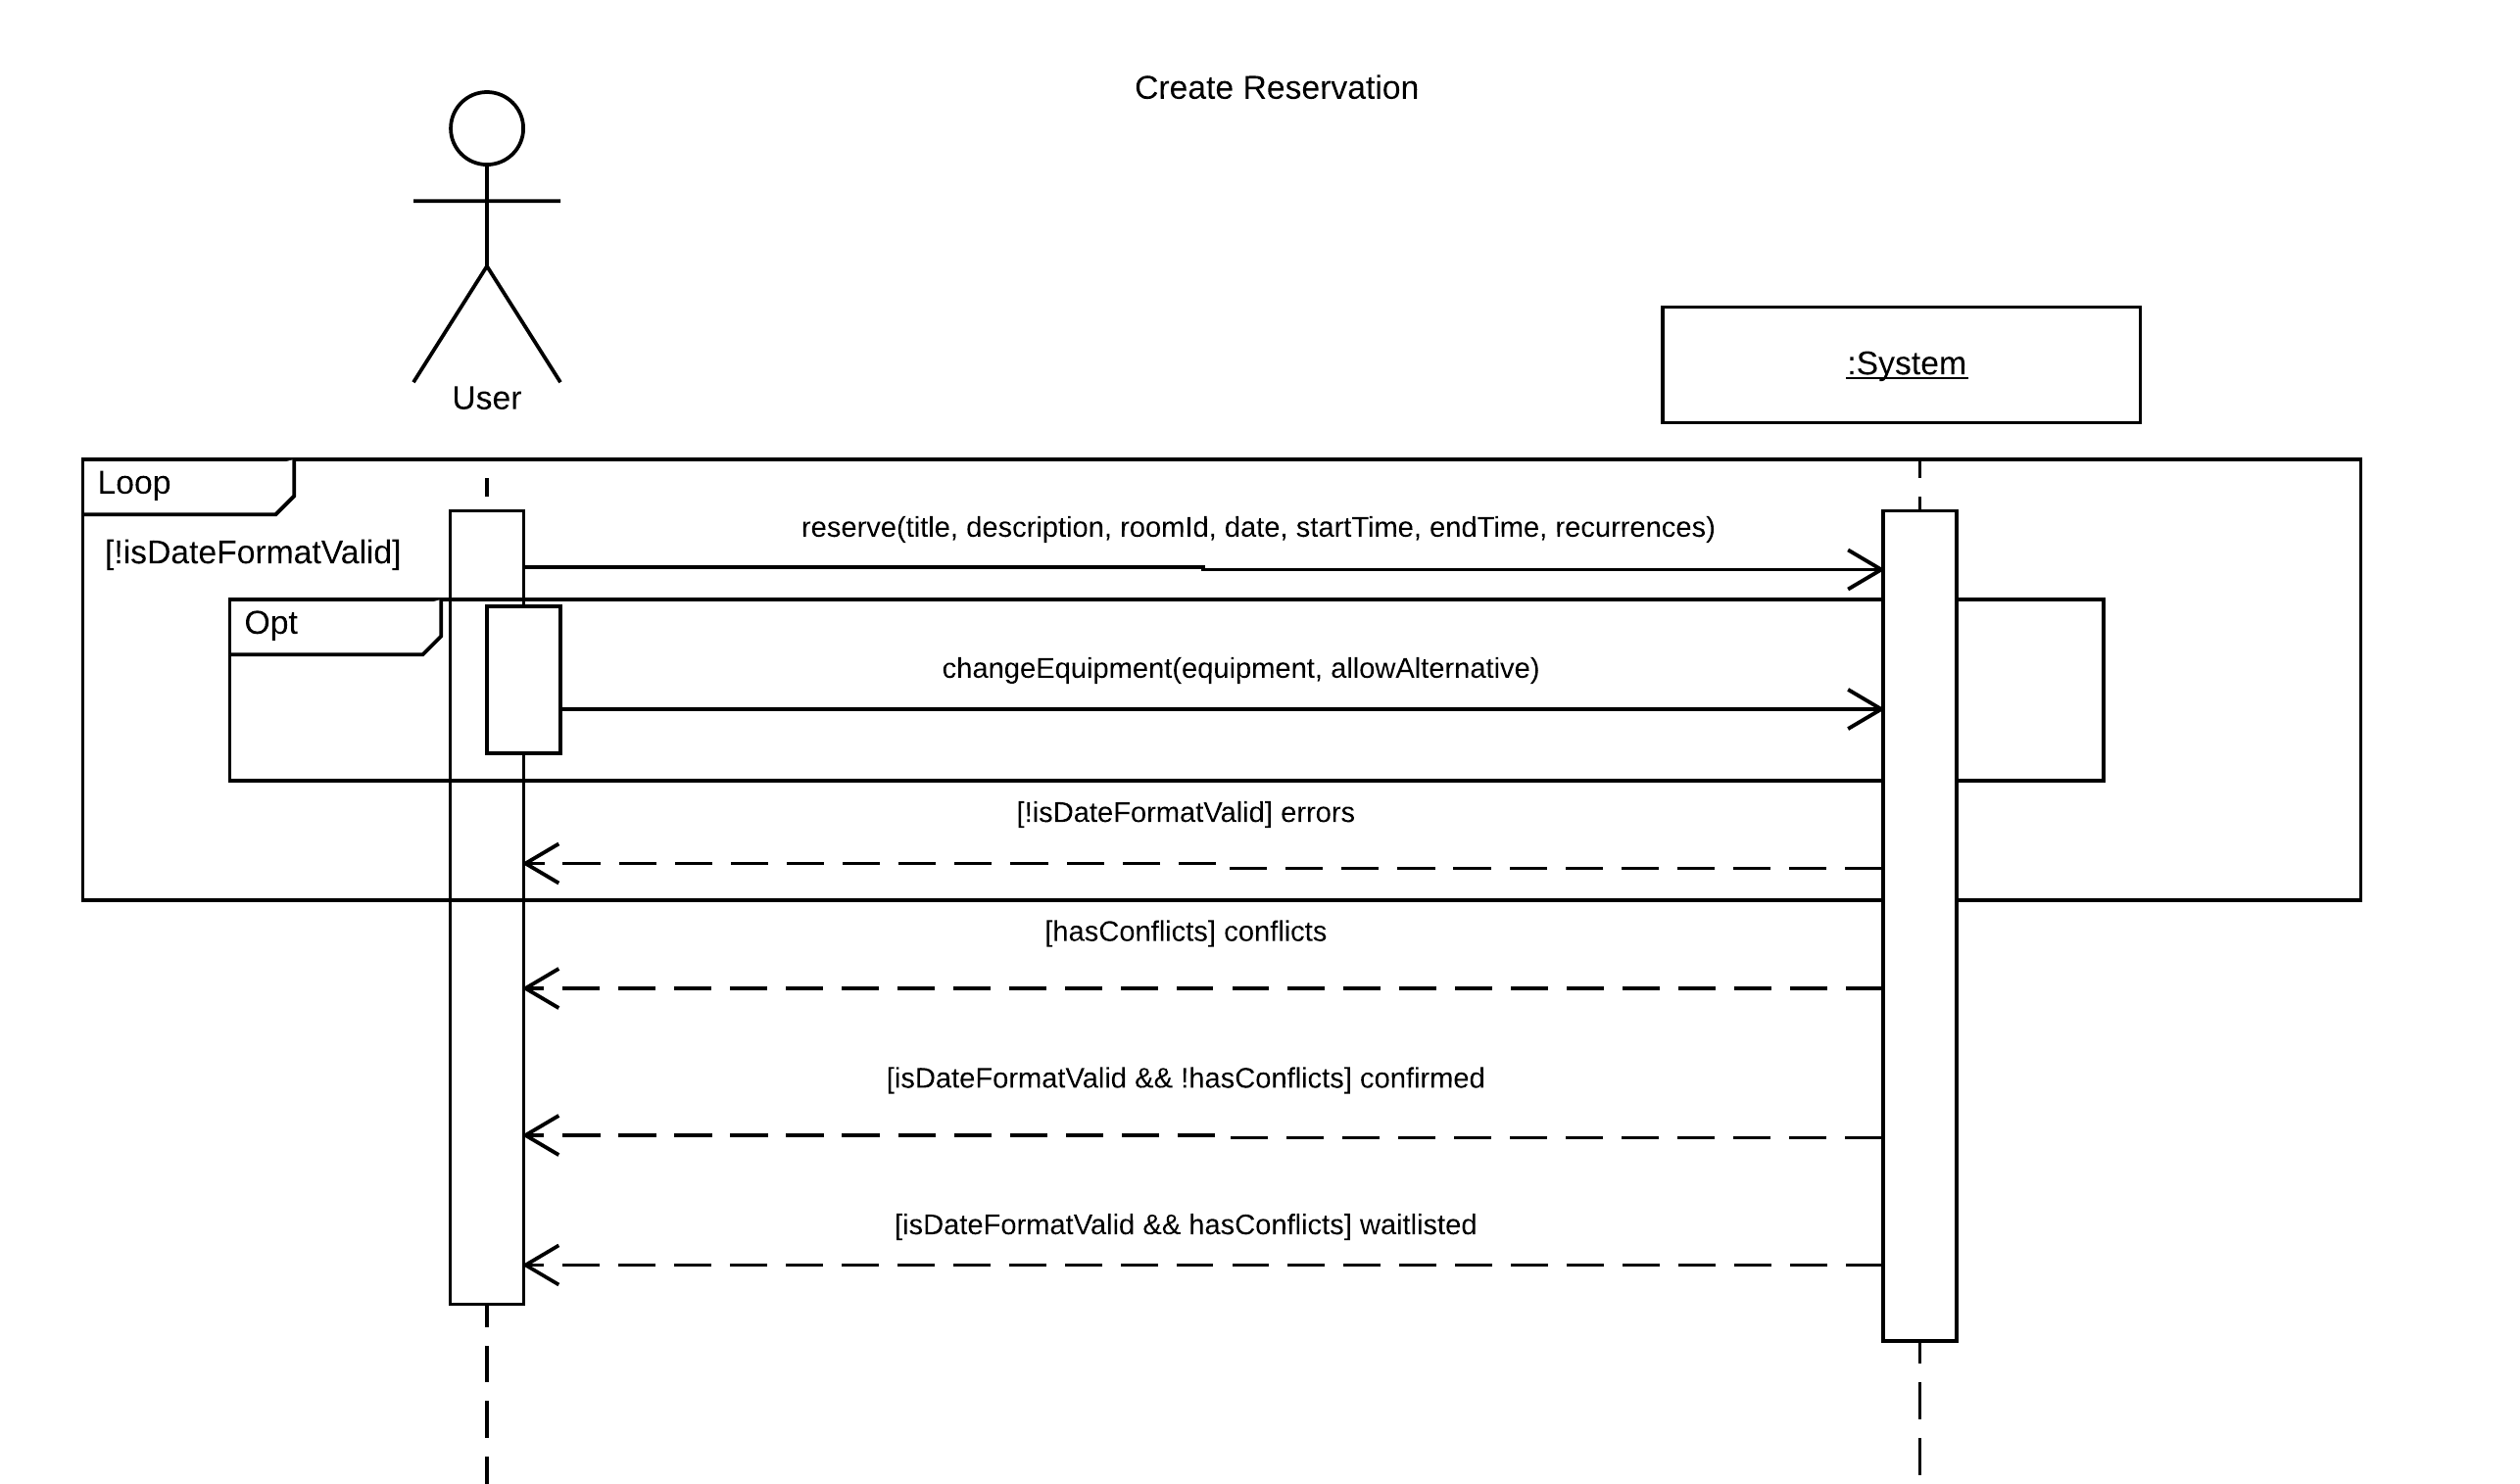 Create Reservation
User
:System
Loop
[!isDateFormatValid]
reserve(title, description, roomId, date, startTime, endTime, recurrences)
Opt
changeEquipment(equipment, allowAlternative)
[!isDateFormatValid] errors
[hasConflicts] conflicts
[isDateFormatValid && !hasConflicts] confirmed
[isDateFormatValid && hasConflicts] waitlisted